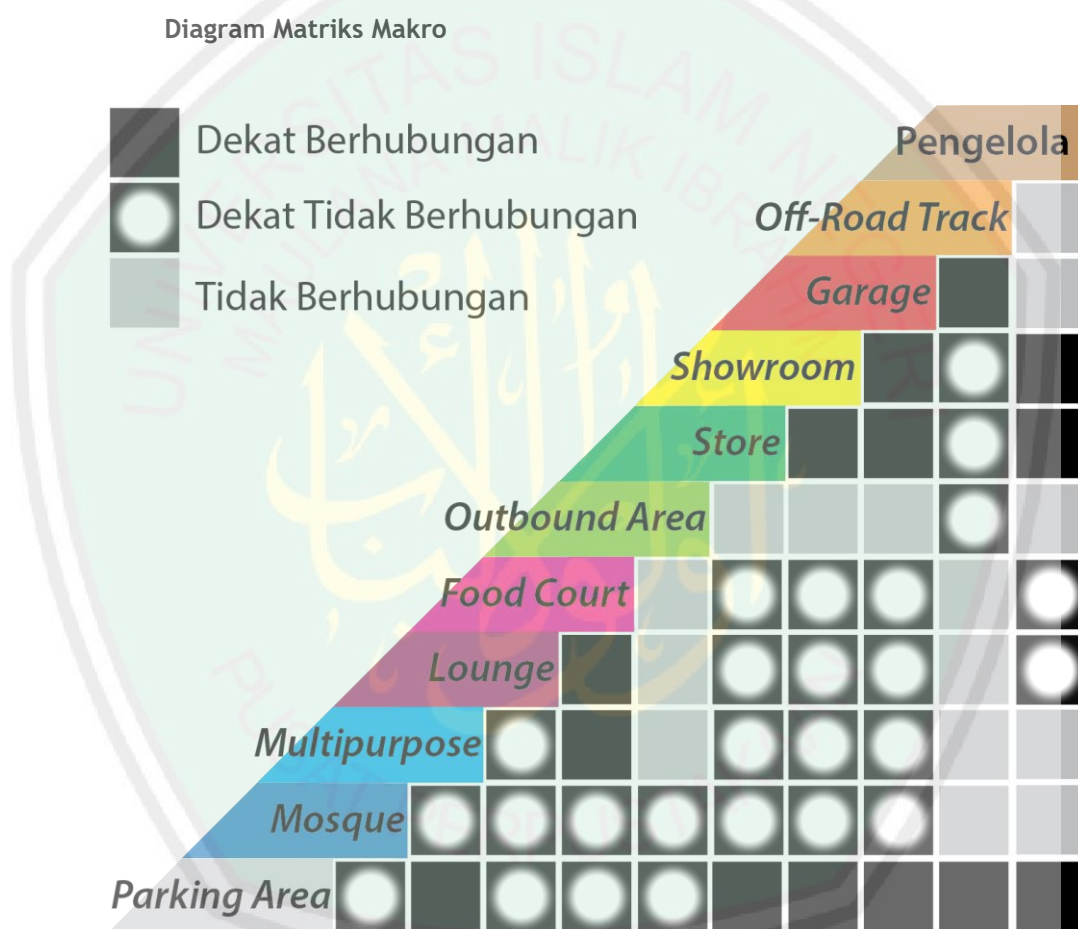 Diagram Matriks Makro
Dekat Berhubungan
Dekat Tidak Berhubungan
Tidak Berhubungan
Pengelola
Off-Road Track
Garage
Showroom
Store
Outbound Area
Food Court
Lounge
Multipurpose
Mosque
Parking Area